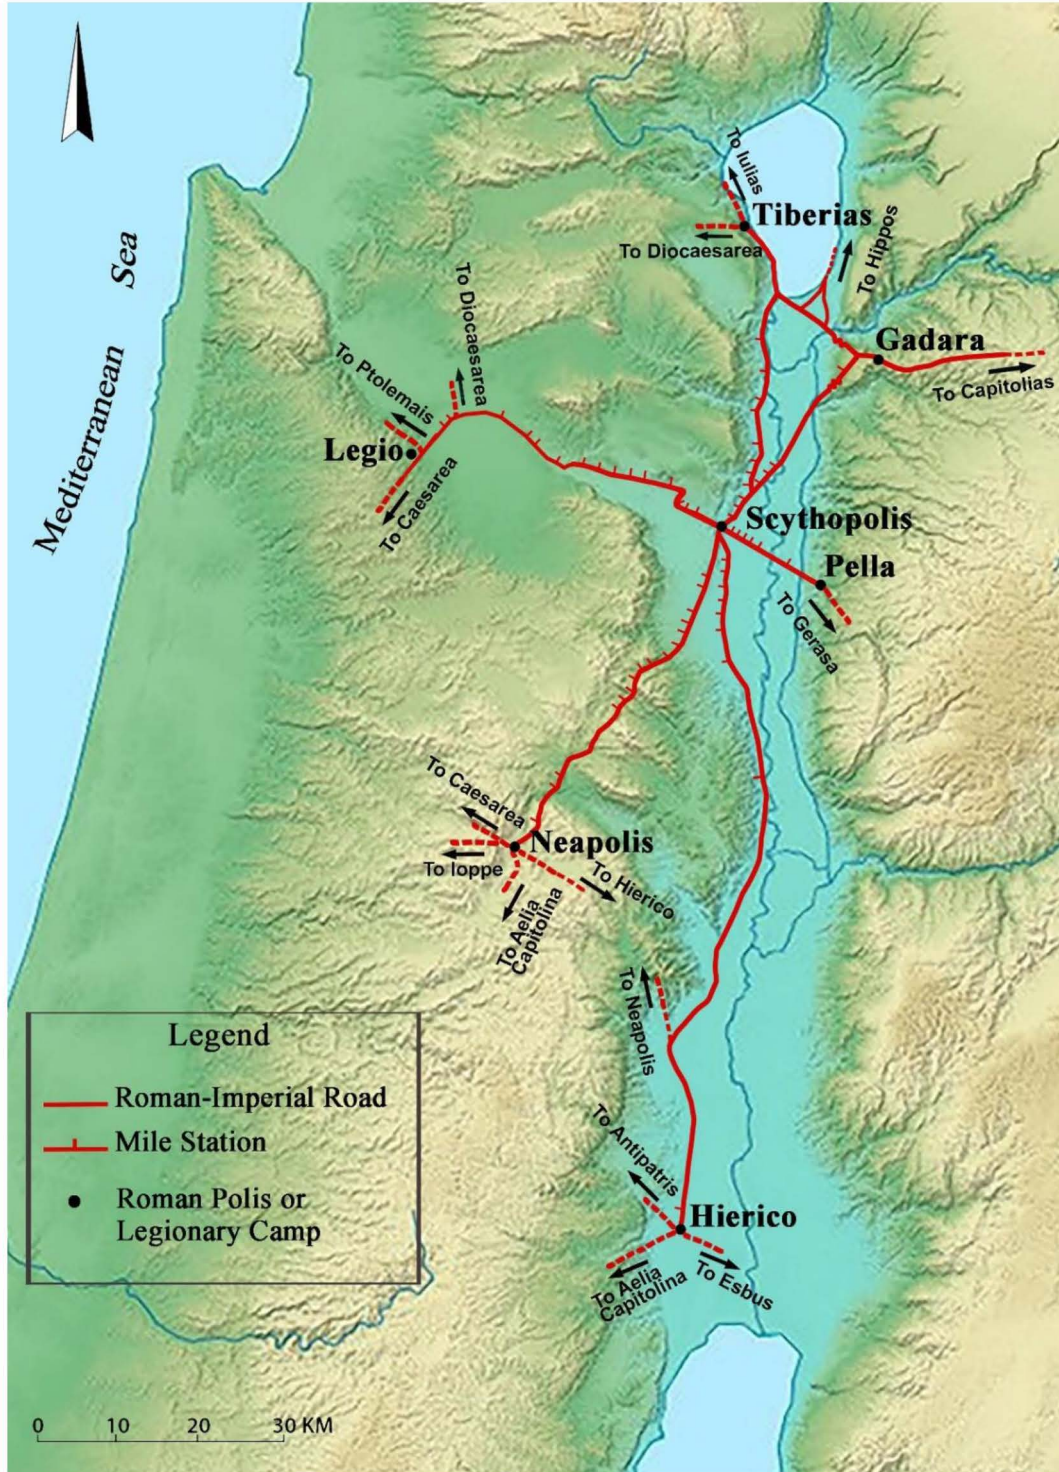 To Iulias
Tiberias
To Diocaesarea
To Hippos
Gadara
To Capitolias
To Diocaesarea
To Ptolemais
Legio
To Caesarea
Mediterranean Sea
Scythopolis
Pella
To Gerasa
To Caesarea
Neapolis
To Ioppe
To Hierico
To Aelia
Capitolina
To Neapolis
To Antipatris
Hierico
To Aelia
Capitolina
To Esbus
Legend
Roman-Imperial Road
Mile Station
Roman Polis or
Legionary Camp
0 10 20 30 KM